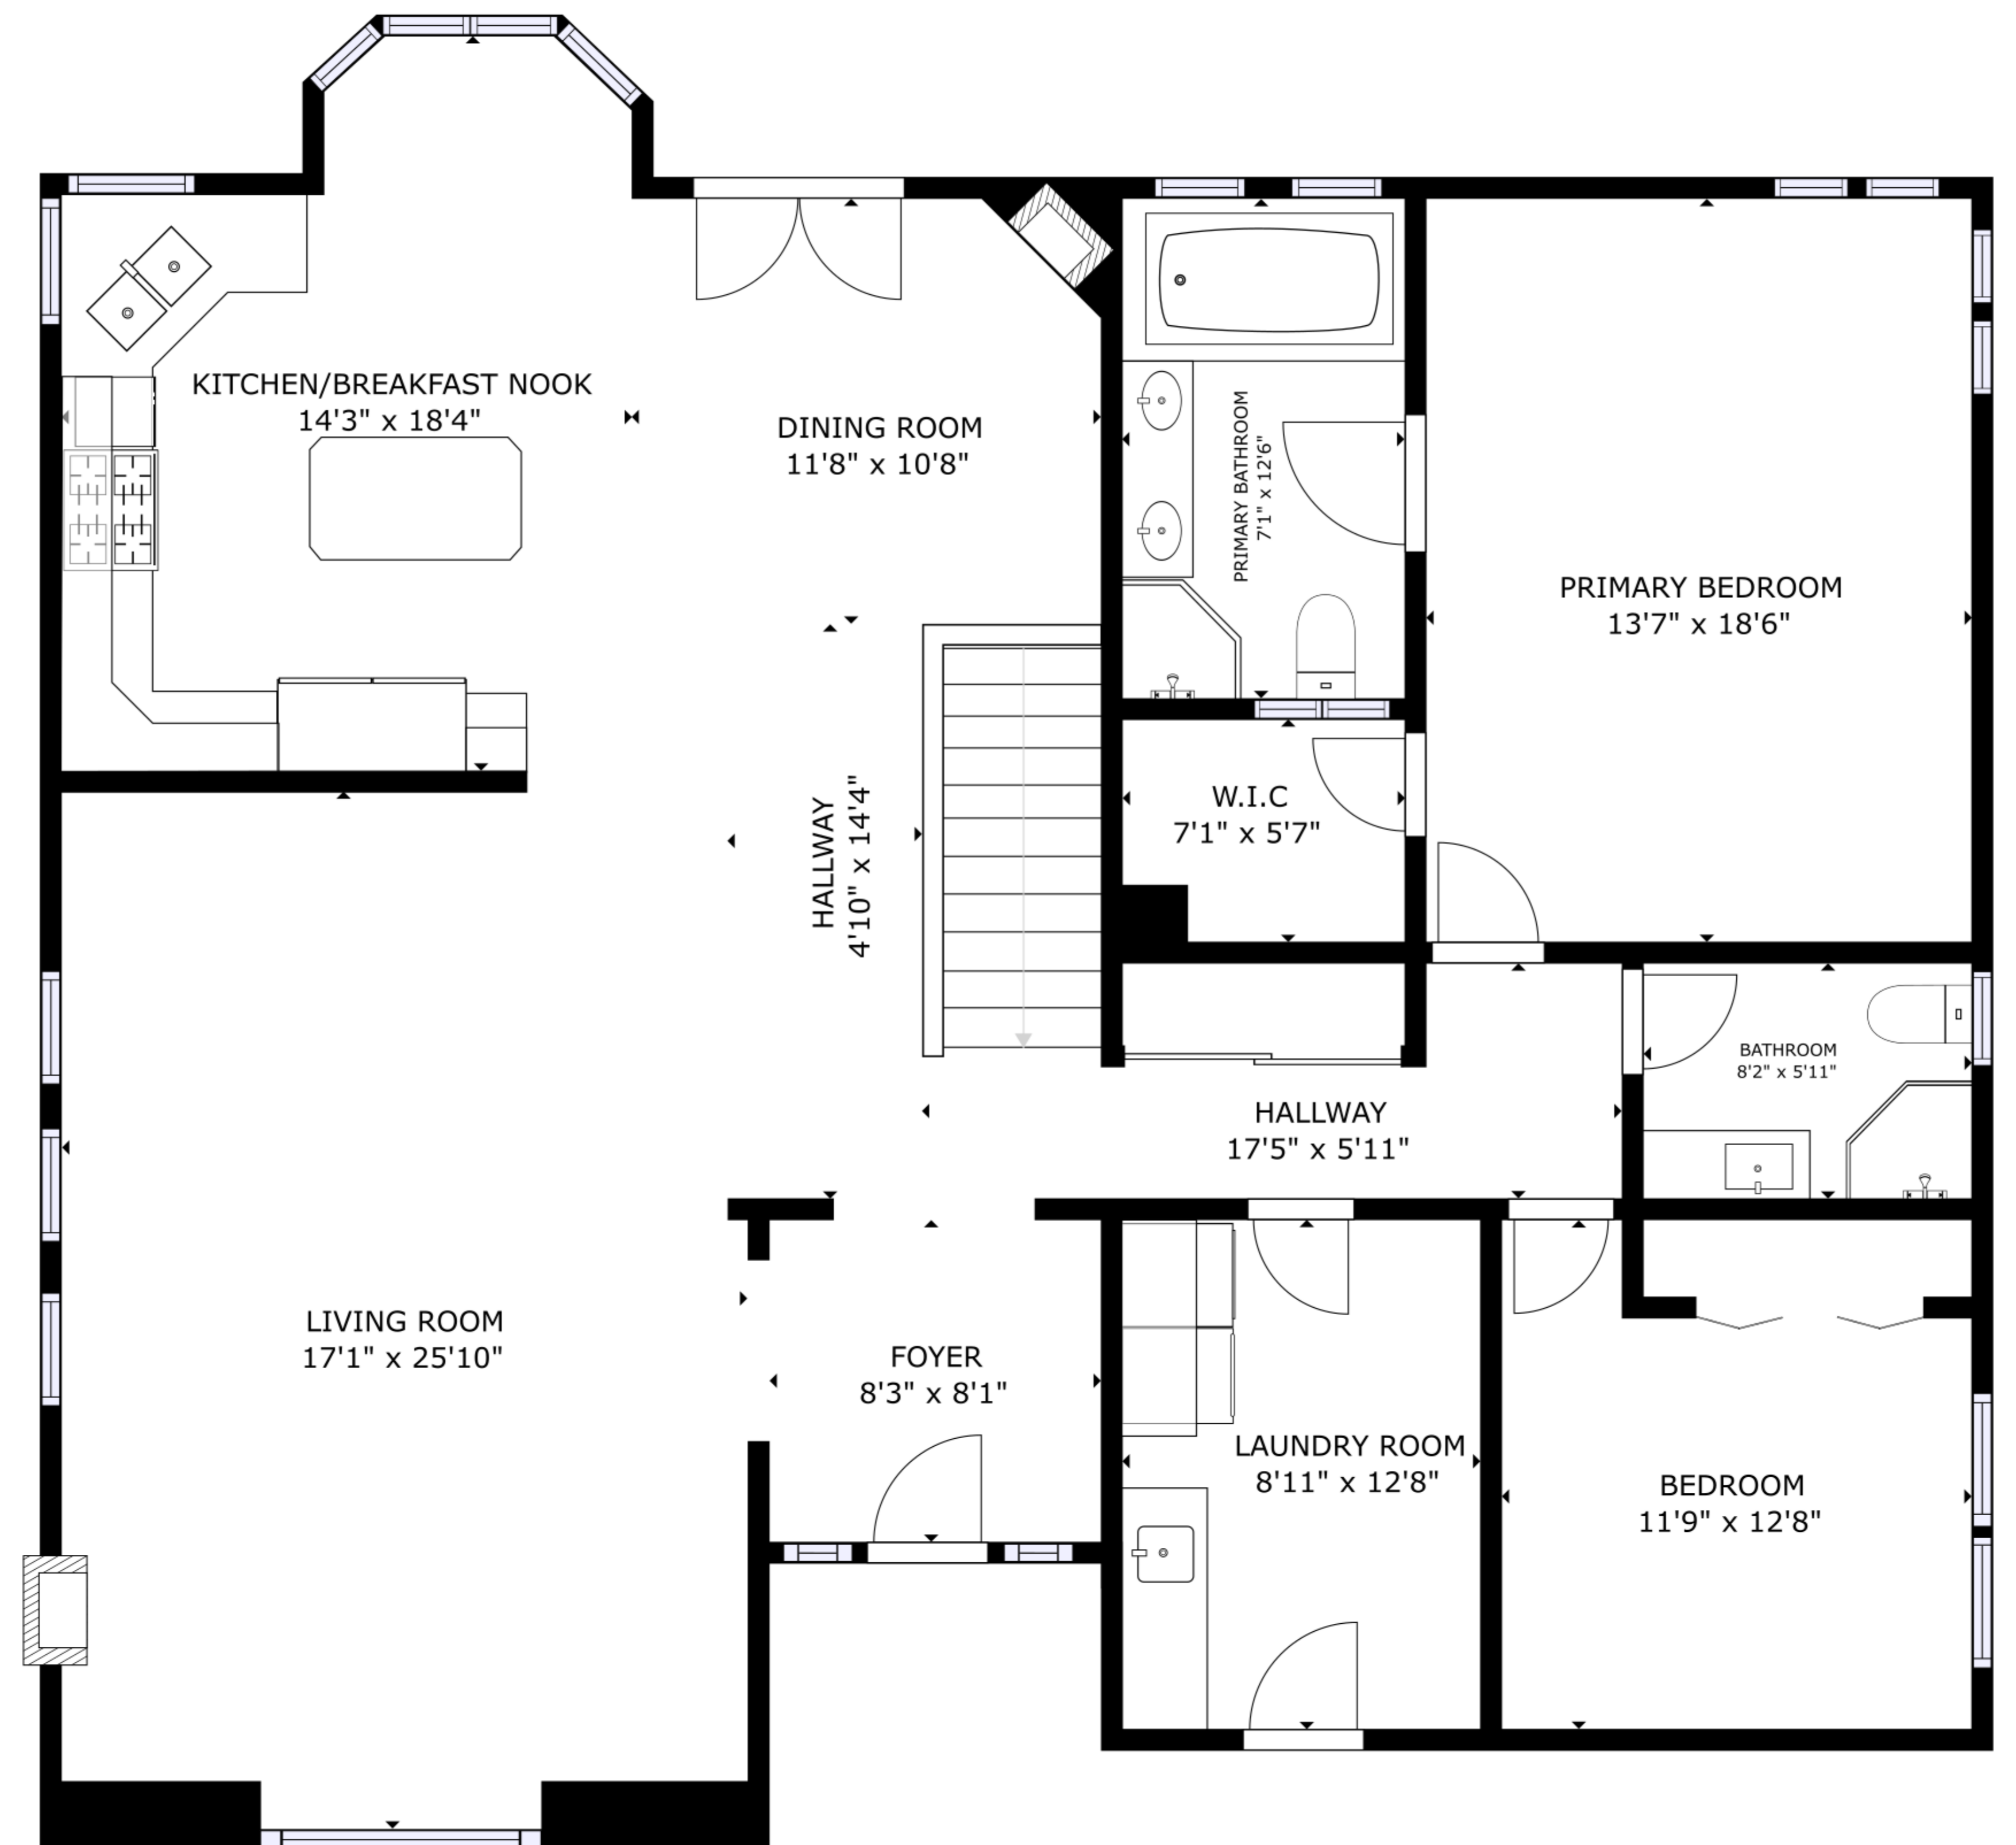 KITCHEN/BREAKFAST NOOK
14'3" x 18'4"
DINING ROOM
11'8" x 10'8"
PRIMARY BATHROOM
7'1" x 12'6"
PRIMARY BEDROOM
13'7" x 18'6"
HALLWAY
4'10" x 14'4"
W.I.C
7'1" x 5'7"
BATHROOM
8'2" x 5'11"
HALLWAY
17'5" x 5'11"
LIVING ROOM
17'1" x 25'10"
FOYER
8'3" x 8'1"
LAUNDRY ROOM
8'11" x 12'8"
BEDROOM
11'9" x 12'8"